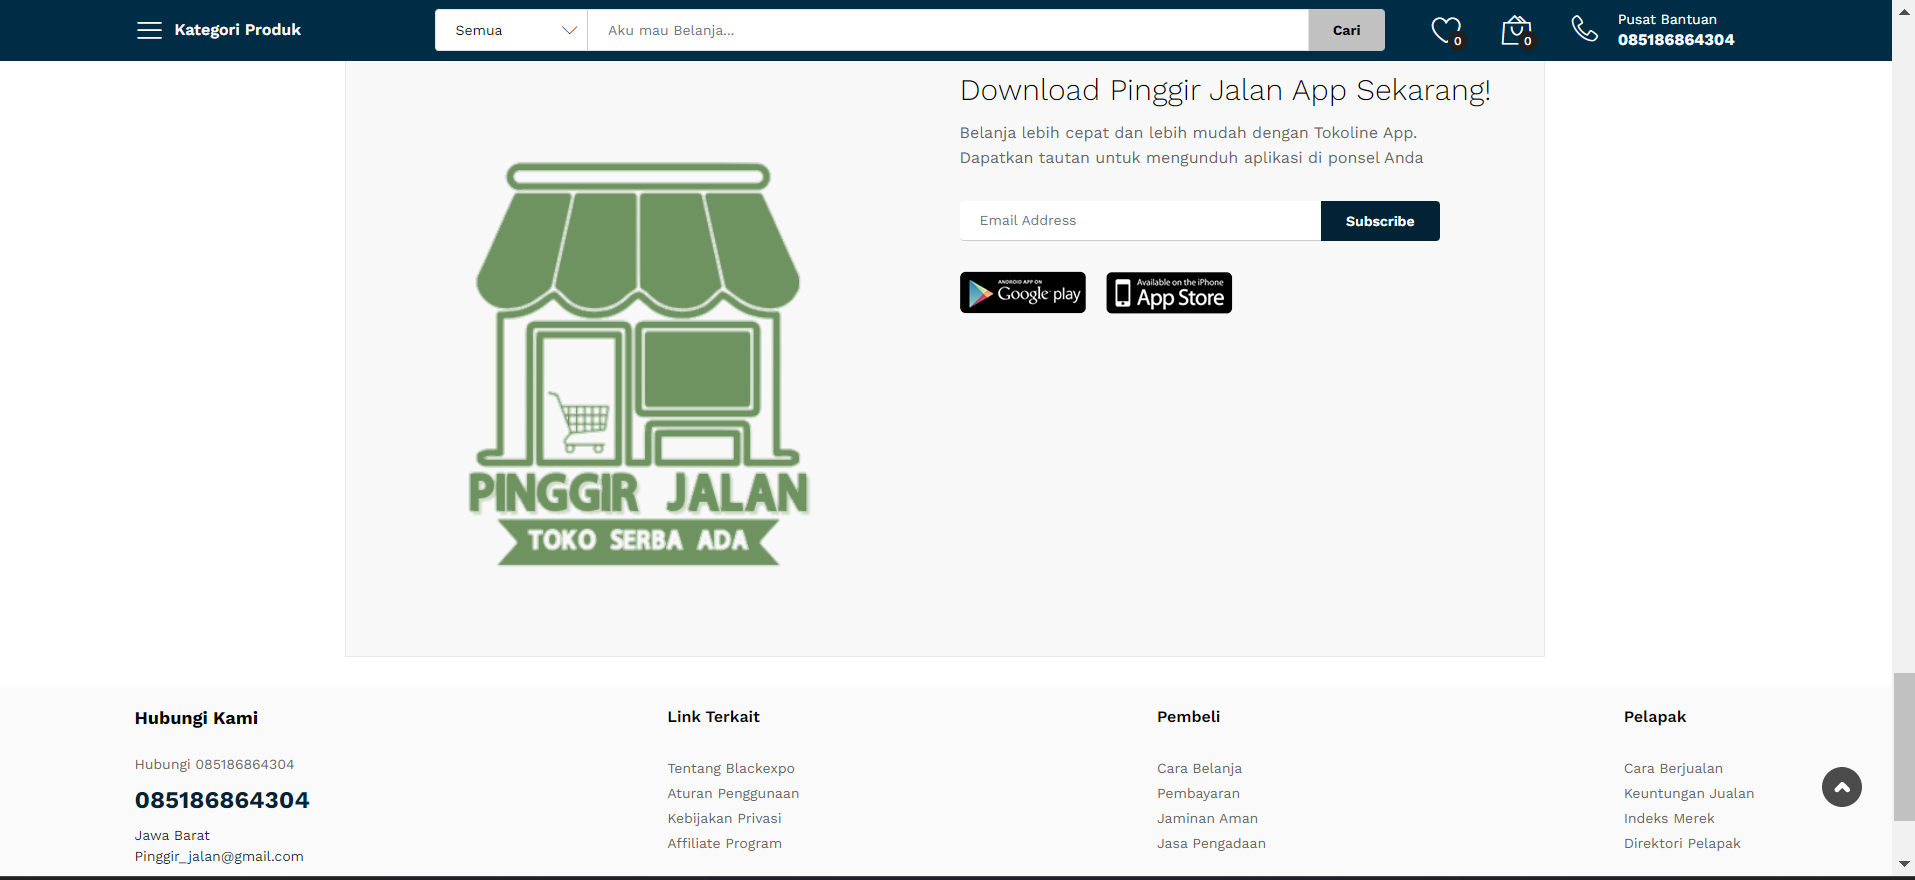 Kategori Produk
Semua
Aku mau Belanja...
Cari
0
0
Pusat Bantuan
085186864304
Download Pinggir Jalan App Sekarang!
Belanja lebih cepat dan lebih mudah dengan Tokoline App.
Dapatkan tautan untuk mengunduh aplikasi di ponsel Anda
Email Address
Subscribe
ANDROID APP ON
Google play
Available on the iPhone
App Store
PINGGIR JALAN
TOKO SERBA ADA
Hubungi Kami
Hubungi 085186864304
085186864304
Jawa Barat
Pinggir_jalan@gmail.com
Link Terkait
Tentang Blackexpo
Aturan Penggunaan
Kebijakan Privasi
Affiliate Program
Pembeli
Cara Belanja
Pembayaran
Jaminan Aman
Jasa Pengadaan
Pelapak
Cara Berjualan
Keuntungan Jualan
Indeks Merek
Direktori Pelapak